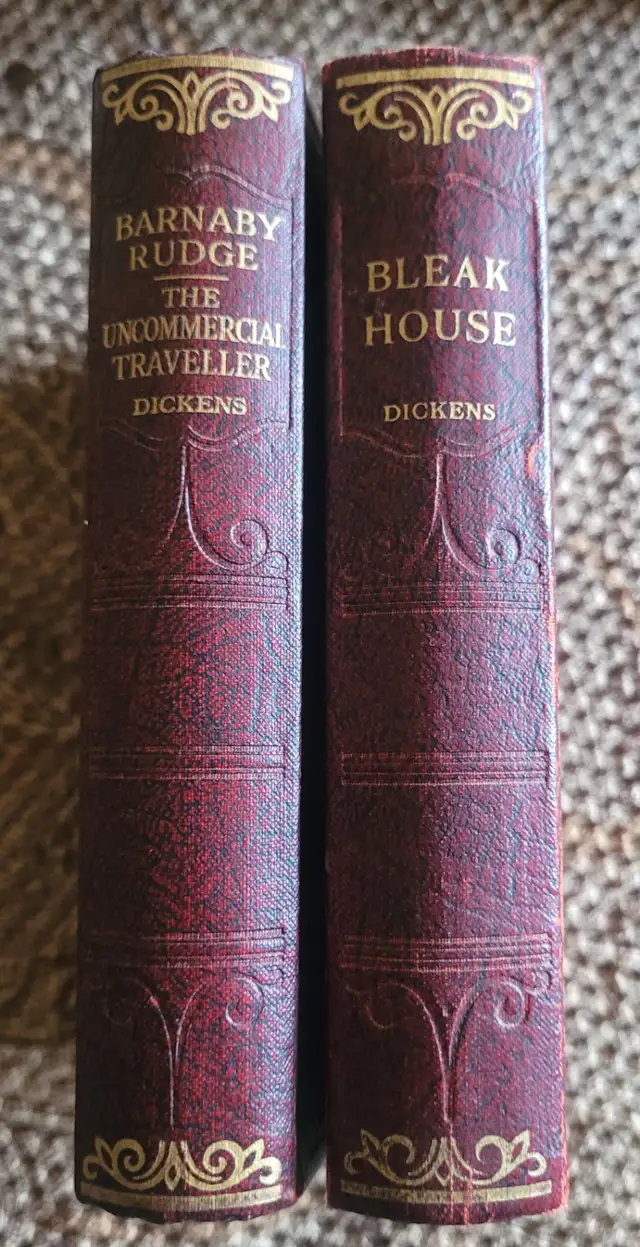 BARNABY
RUDGE
THE
UNCOMMERCIAL
TRAVELLER
DICKENS
BLEAK
HOUSE
DICKENS